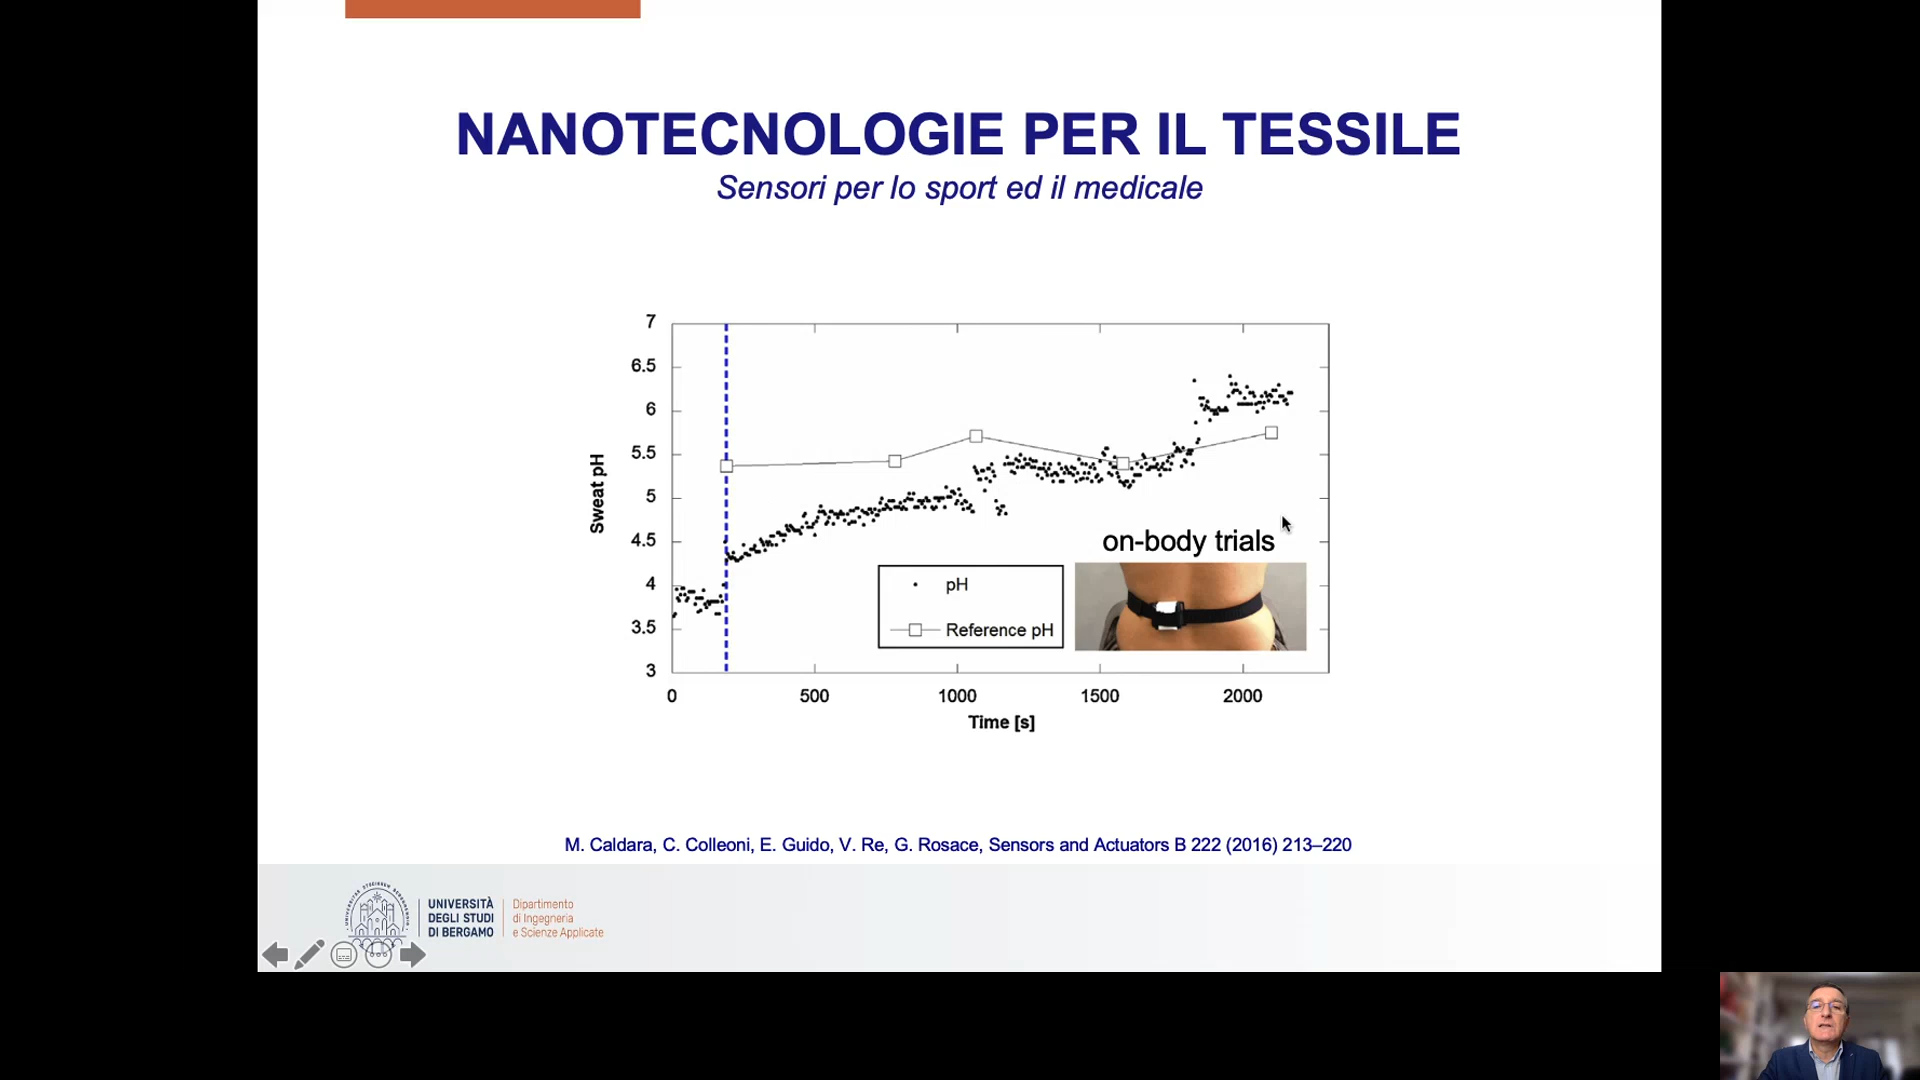 NANOTECNOLOGIE PER IL TESSILE
Sensori per lo sport ed il medicale
7
6.5
6
5.5
5
4.5
4
3.5
3
Sweat pH
0 500 1000 1500 2000
Time [s]
on-body trials
pH
Reference pH
M. Caldara, C. Colleoni, E. Guido, V. Re, G. Rosace, Sensors and Actuators B 222 (2016) 213–220
UNIVERSITÀ
DEGLI STUDI
DI BERGAMO
Dipartimento
di Ingegneria
e Scienze Applicate